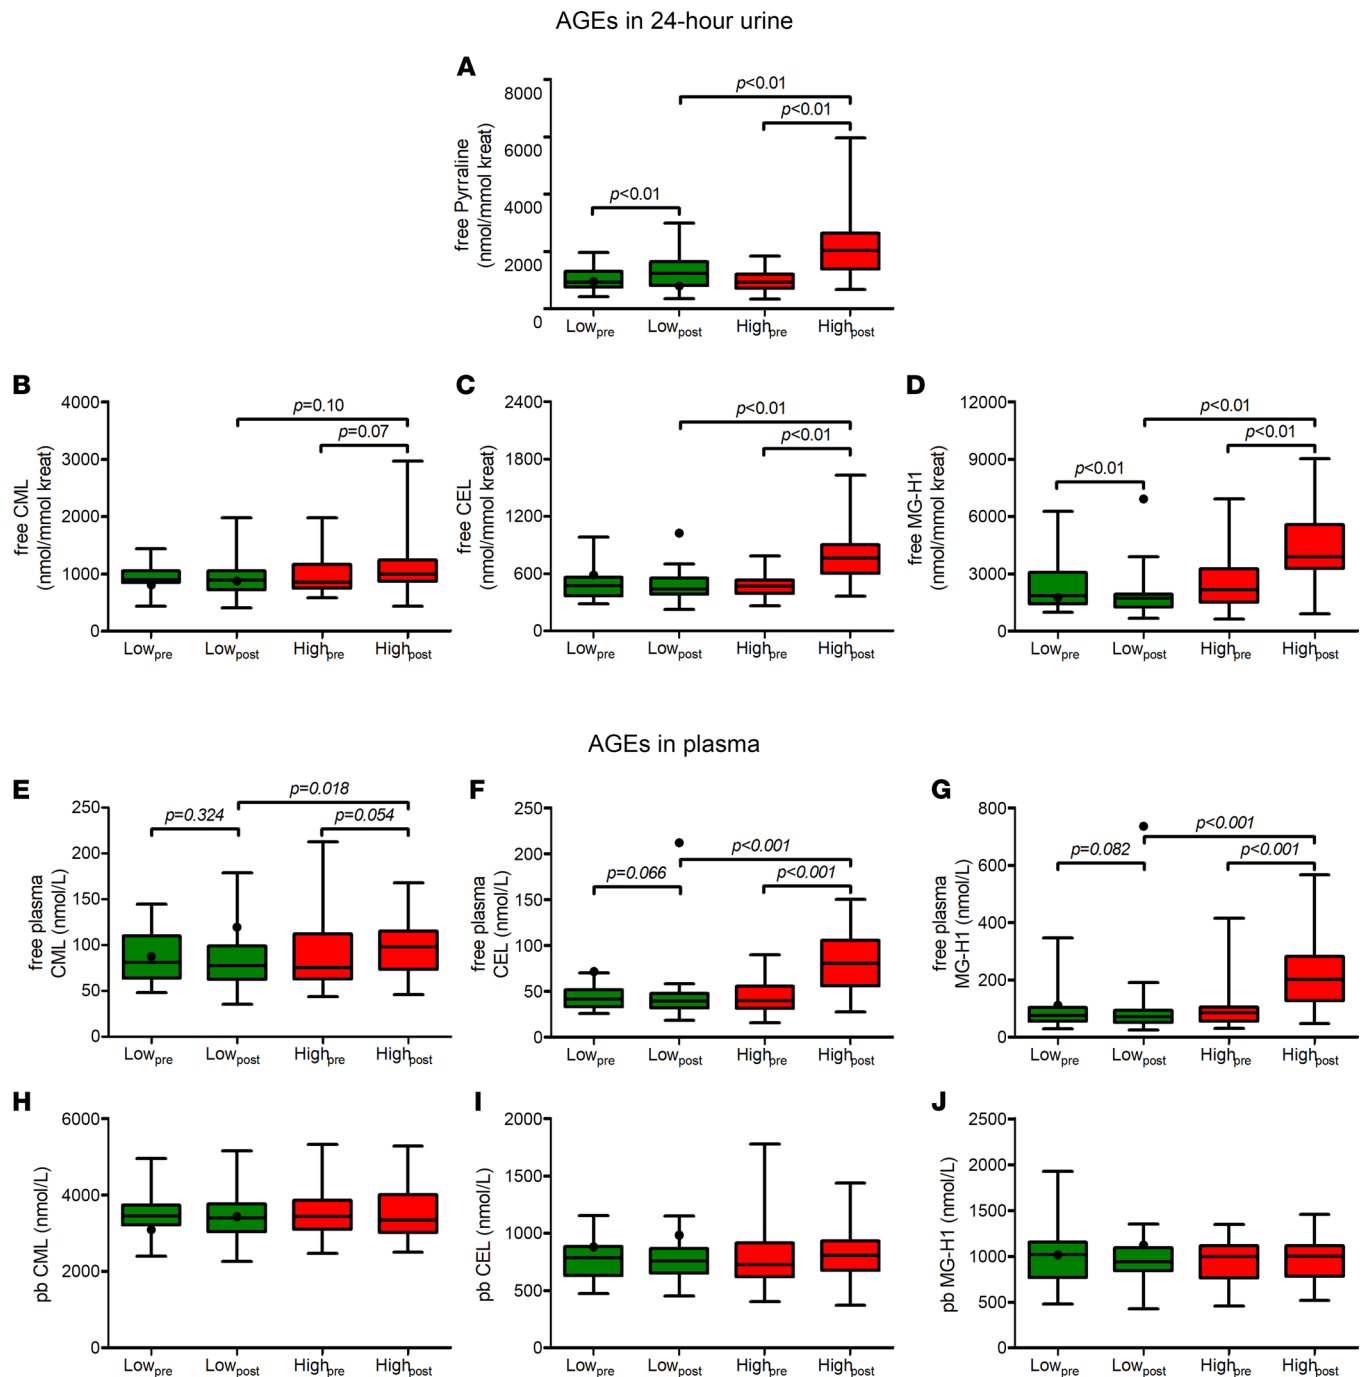 AGEs in 24-hour urine
A
free Pyrraline
(nmol/mmol kreat)
8000
6000
4000
2000
0
p<0.01
p<0.01
p<0.01
Lowpre Lowpost Highpre Highpost
B
free CML
(nmol/mmol kreat)
4000
3000
2000
1000
0
p=0.10
p=0.07
Lowpre Lowpost Highpre Highpost
C
free CEL
(nmol/mmol kreat)
2400
1800
1200
600
0
p<0.01
p<0.01
Lowpre Lowpost Highpre Highpost
D
free MG-H1
(nmol/mmol kreat)
12000
9000
6000
3000
0
p<0.01
p<0.01
p<0.01
Lowpre Lowpost Highpre Highpost
AGEs in plasma
E
free plasma
CML (nmol/L)
250
200
150
100
50
0
p=0.018
p=0.324 p=0.054
Lowpre Lowpost Highpre Highpost
F
free plasma
CEL (nmol/L)
250
200
150
100
50
0
p<0.001
p=0.066 p<0.001
Lowpre Lowpost Highpre Highpost
G
free plasma
MG-H1 (nmol/L)
800
600
400
200
0
p<0.001
p=0.082 p<0.001
Lowpre Lowpost Highpre Highpost
H
pb CML (nmol/L)
6000
4000
2000
0
Lowpre Lowpost Highpre Highpost
I
pb CEL (nmol/L)
2000
1500
1000
500
0
Lowpre Lowpost Highpre Highpost
J
pb MG-H1 (nmol/L)
2500
2000
1500
1000
500
0
Lowpre Lowpost Highpre Highpost